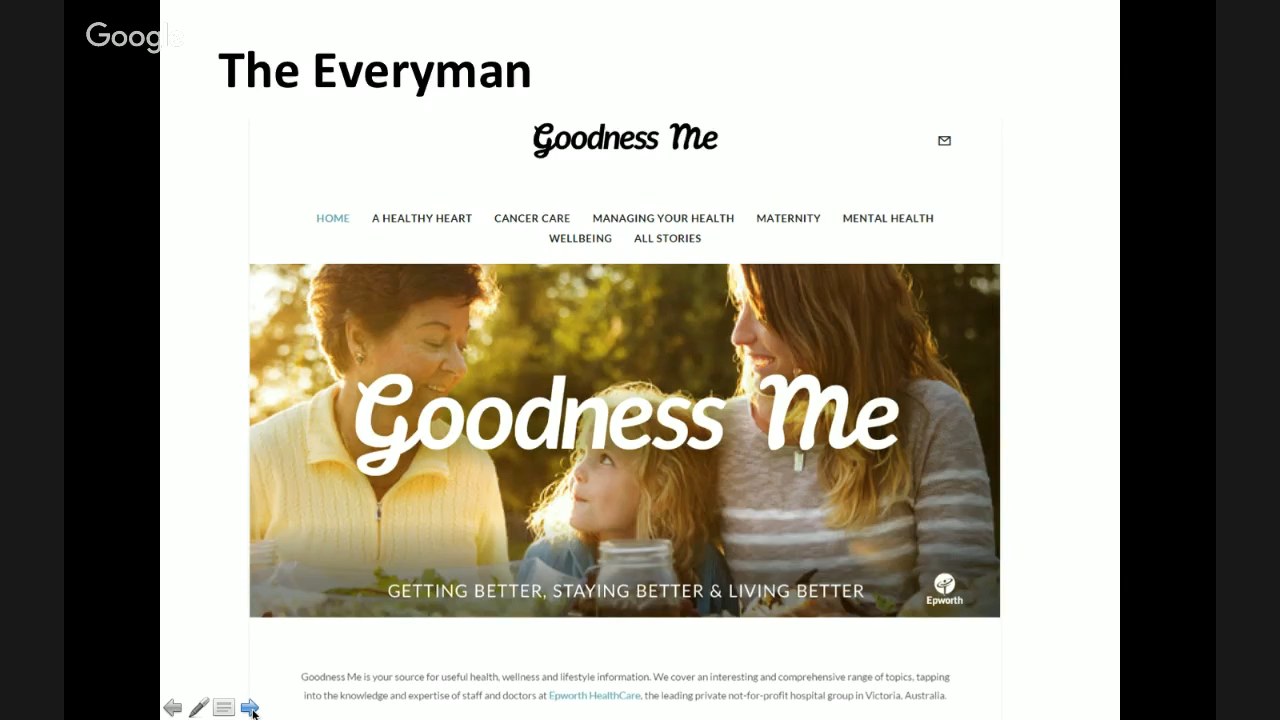 Google
The Everyman
Goodness Me
HOME A HEALTHY HEART CANCER CARE MANAGING YOUR HEALTH MATERNITY MENTAL HEALTH
WELLBEING ALL STORIES
Goodness Me
GETTING BETTER, STAYING BETTER & LIVING BETTER
Epworth
Goodness Me is your source for useful health, wellness and lifestyle information. We cover an interesting and comprehensive range of topics, tapping
into the knowledge and expertise of staff and doctors at Epworth HealthCare, the leading private not-for-profit hospital group in Victoria, Australia.